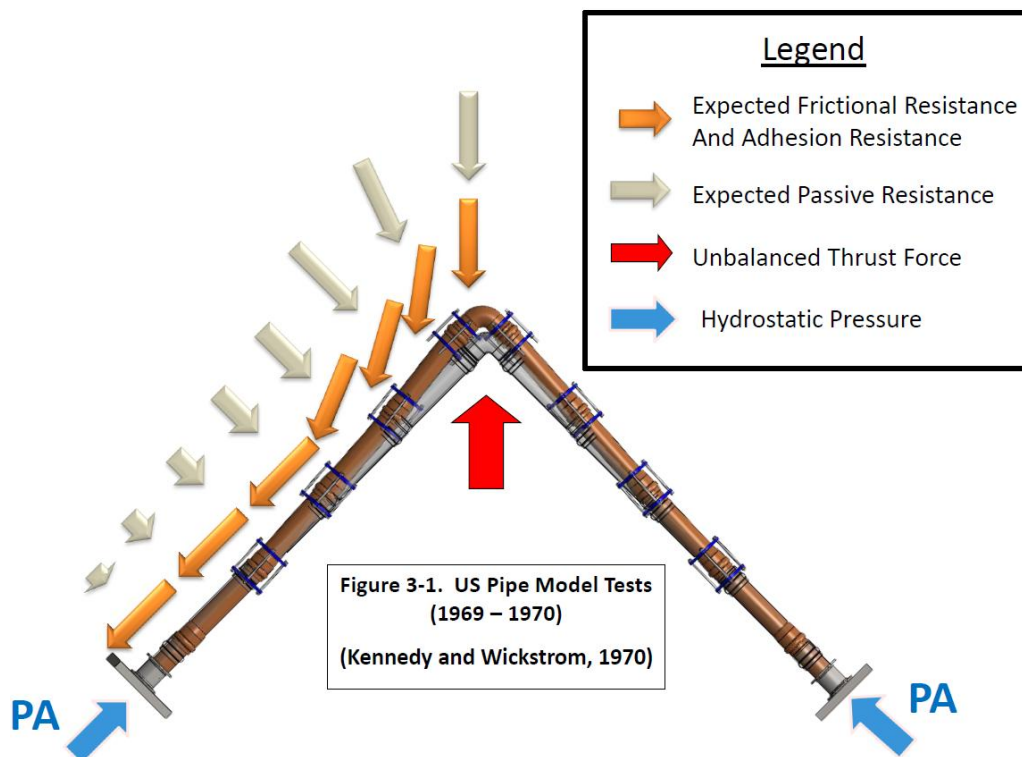 Legend
Expected Frictional Resistance
And Adhesion Resistance
Expected Passive Resistance
Unbalanced Thrust Force
Hydrostatic Pressure
Figure 3-1. US Pipe Model Tests
(1969 – 1970)
(Kennedy and Wickstrom, 1970)
PA
PA